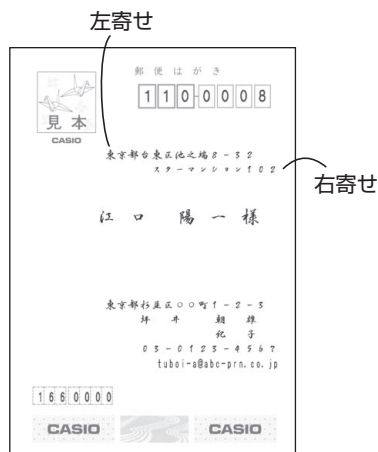 左寄せ
郵便はがき
110-0008
見本
CASIO
東京都台東区池之端8-32
スターマンション102
右寄せ
江口 陽一様
東京都杉並区○○町1-2-3
坪井 朝雄
紀子
03-0123-4567
tuboi-a@abc-prn.co.jp
1660000
CASIO CASIO